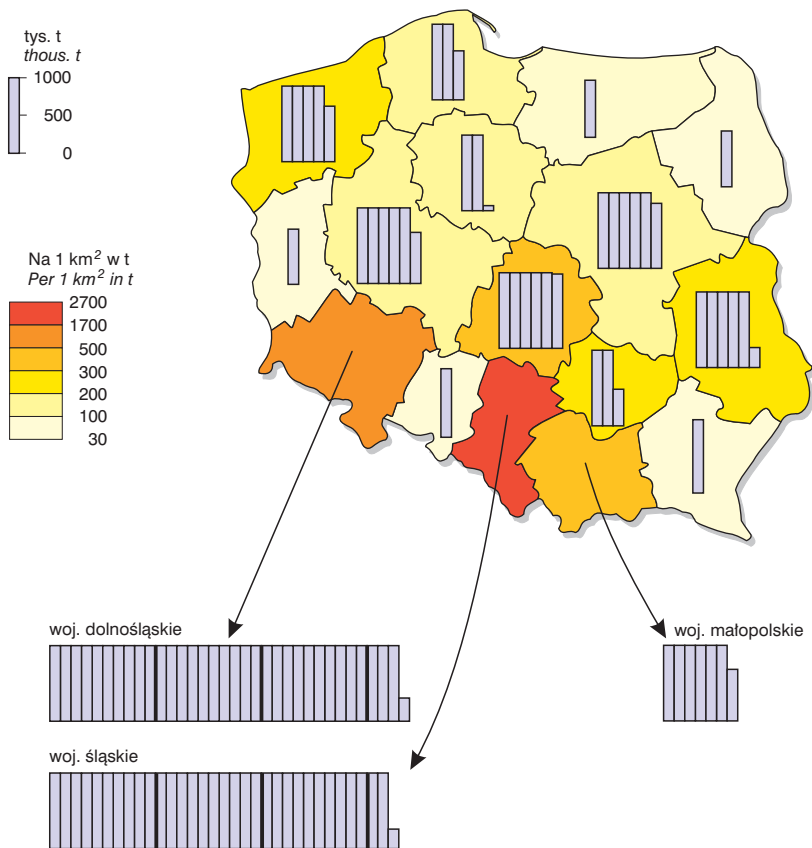 tys. t
thous. t
1000
500
0
Na 1 km² w t
Per 1 km² in t
2700
1700
500
300
200
100
30
woj. dolnośląskie
woj. małopolskie
woj. śląskie